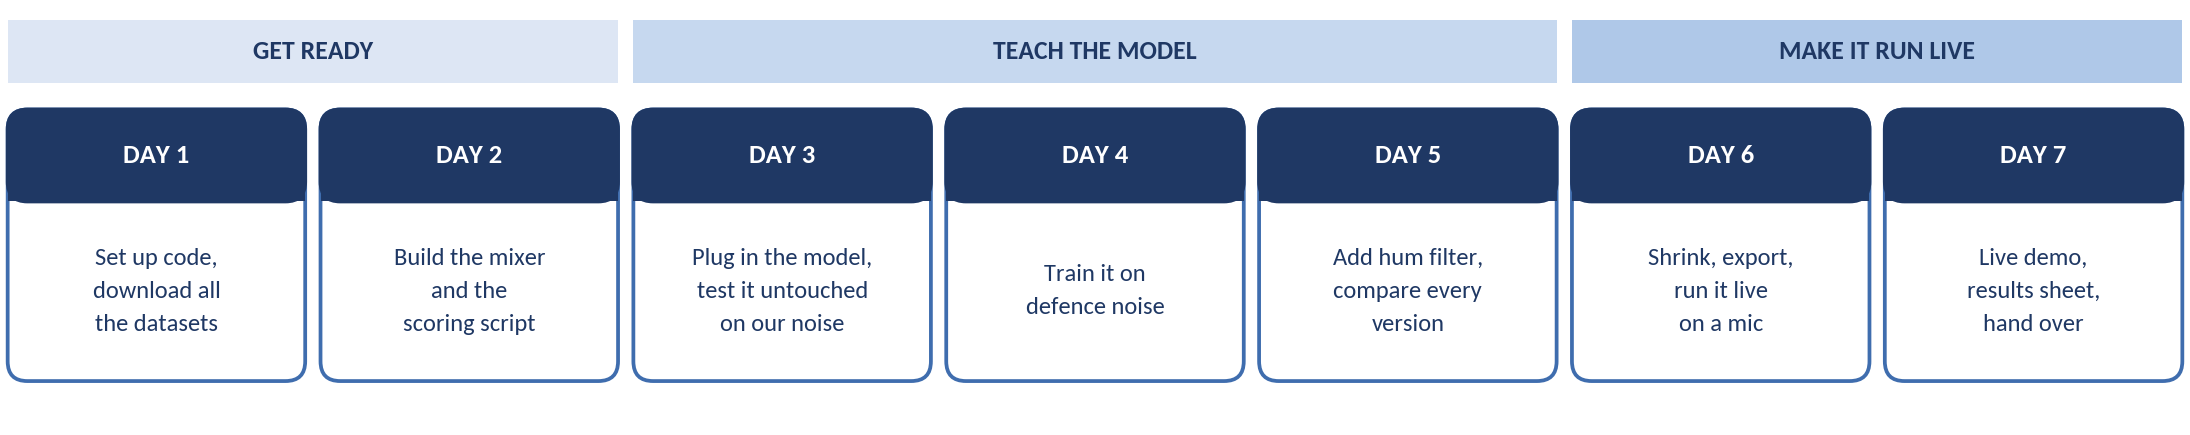 GET READY
TEACH THE MODEL
MAKE IT RUN LIVE
DAY 1
Set up code,
download all
the datasets
DAY 2
Build the mixer
and the
scoring script
DAY 3
Plug in the model,
test it untouched
on our noise
DAY 4
Train it on
defence noise
DAY 5
Add hum filter,
compare every
version
DAY 6
Shrink, export,
run it live
on a mic
DAY 7
Live demo,
results sheet,
hand over